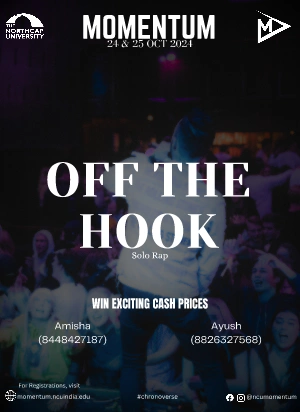 THE
NORTHCAP
UNIVERSITY
MOMENTUM
24 & 25 OCT 2024
M
OFF THE
HOOK
Solo Rap
WIN EXCITING CASH PRICES
Amisha
(8448427187)
Ayush
(8826327568)
For Registrations, visit
momentum.ncuindia.edu
#chronoverse
@ncumomentum